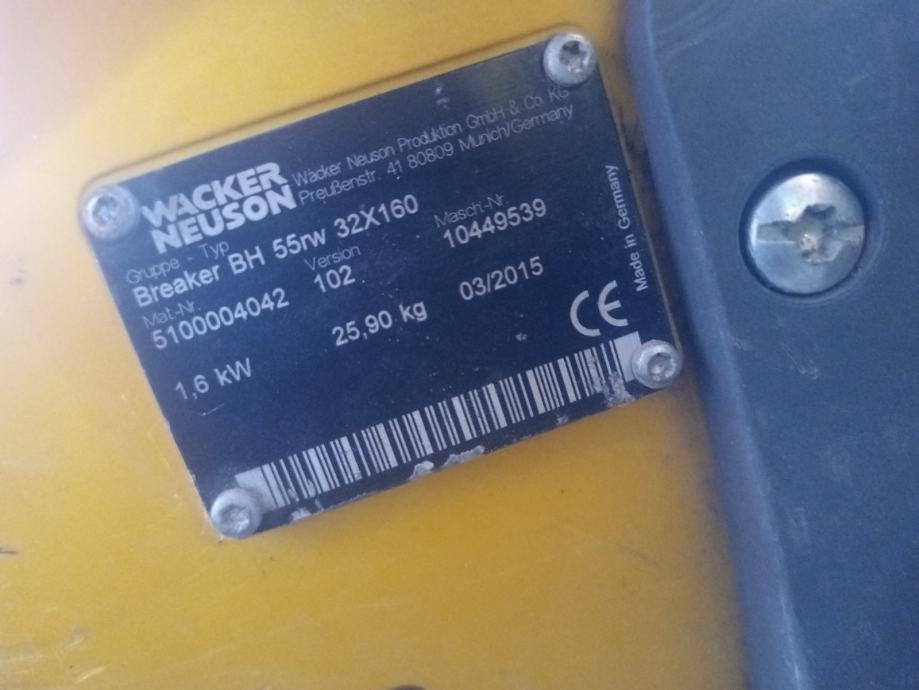 WACKER
NEUSON
Wacker Neuson Produktion GmbH & Co. KG
Preußenstr. 41 80809 Munich/Germany
Gruppe - Typ
Breaker BH 55rw 32X160
Mat.-Nr. Version Masch-Nr
5100004042 102 10449539
1,6 kW 25,90 kg 03/2015
CE
Made in Germany